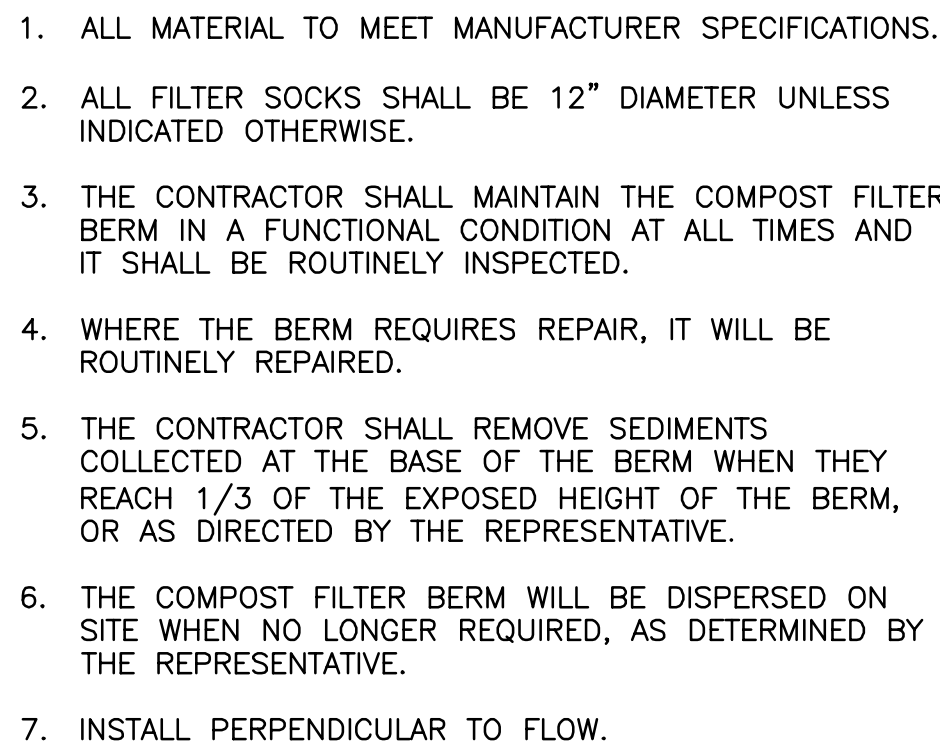 1. ALL MATERIAL TO MEET MANUFACTURER SPECIFICATIONS.
2. ALL FILTER SOCKS SHALL BE 12" DIAMETER UNLESS
INDICATED OTHERWISE.
3. THE CONTRACTOR SHALL MAINTAIN THE COMPOST FILTER
BERM IN A FUNCTIONAL CONDITION AT ALL TIMES AND
IT SHALL BE ROUTINELY INSPECTED.
4. WHERE THE BERM REQUIRES REPAIR, IT WILL BE
ROUTINELY REPAIRED.
5. THE CONTRACTOR SHALL REMOVE SEDIMENTS
COLLECTED AT THE BASE OF THE BERM WHEN THEY
REACH 1/3 OF THE EXPOSED HEIGHT OF THE BERM,
OR AS DIRECTED BY THE REPRESENTATIVE.
6. THE COMPOST FILTER BERM WILL BE DISPERSED ON
SITE WHEN NO LONGER REQUIRED, AS DETERMINED BY
THE REPRESENTATIVE.
7. INSTALL PERPENDICULAR TO FLOW.